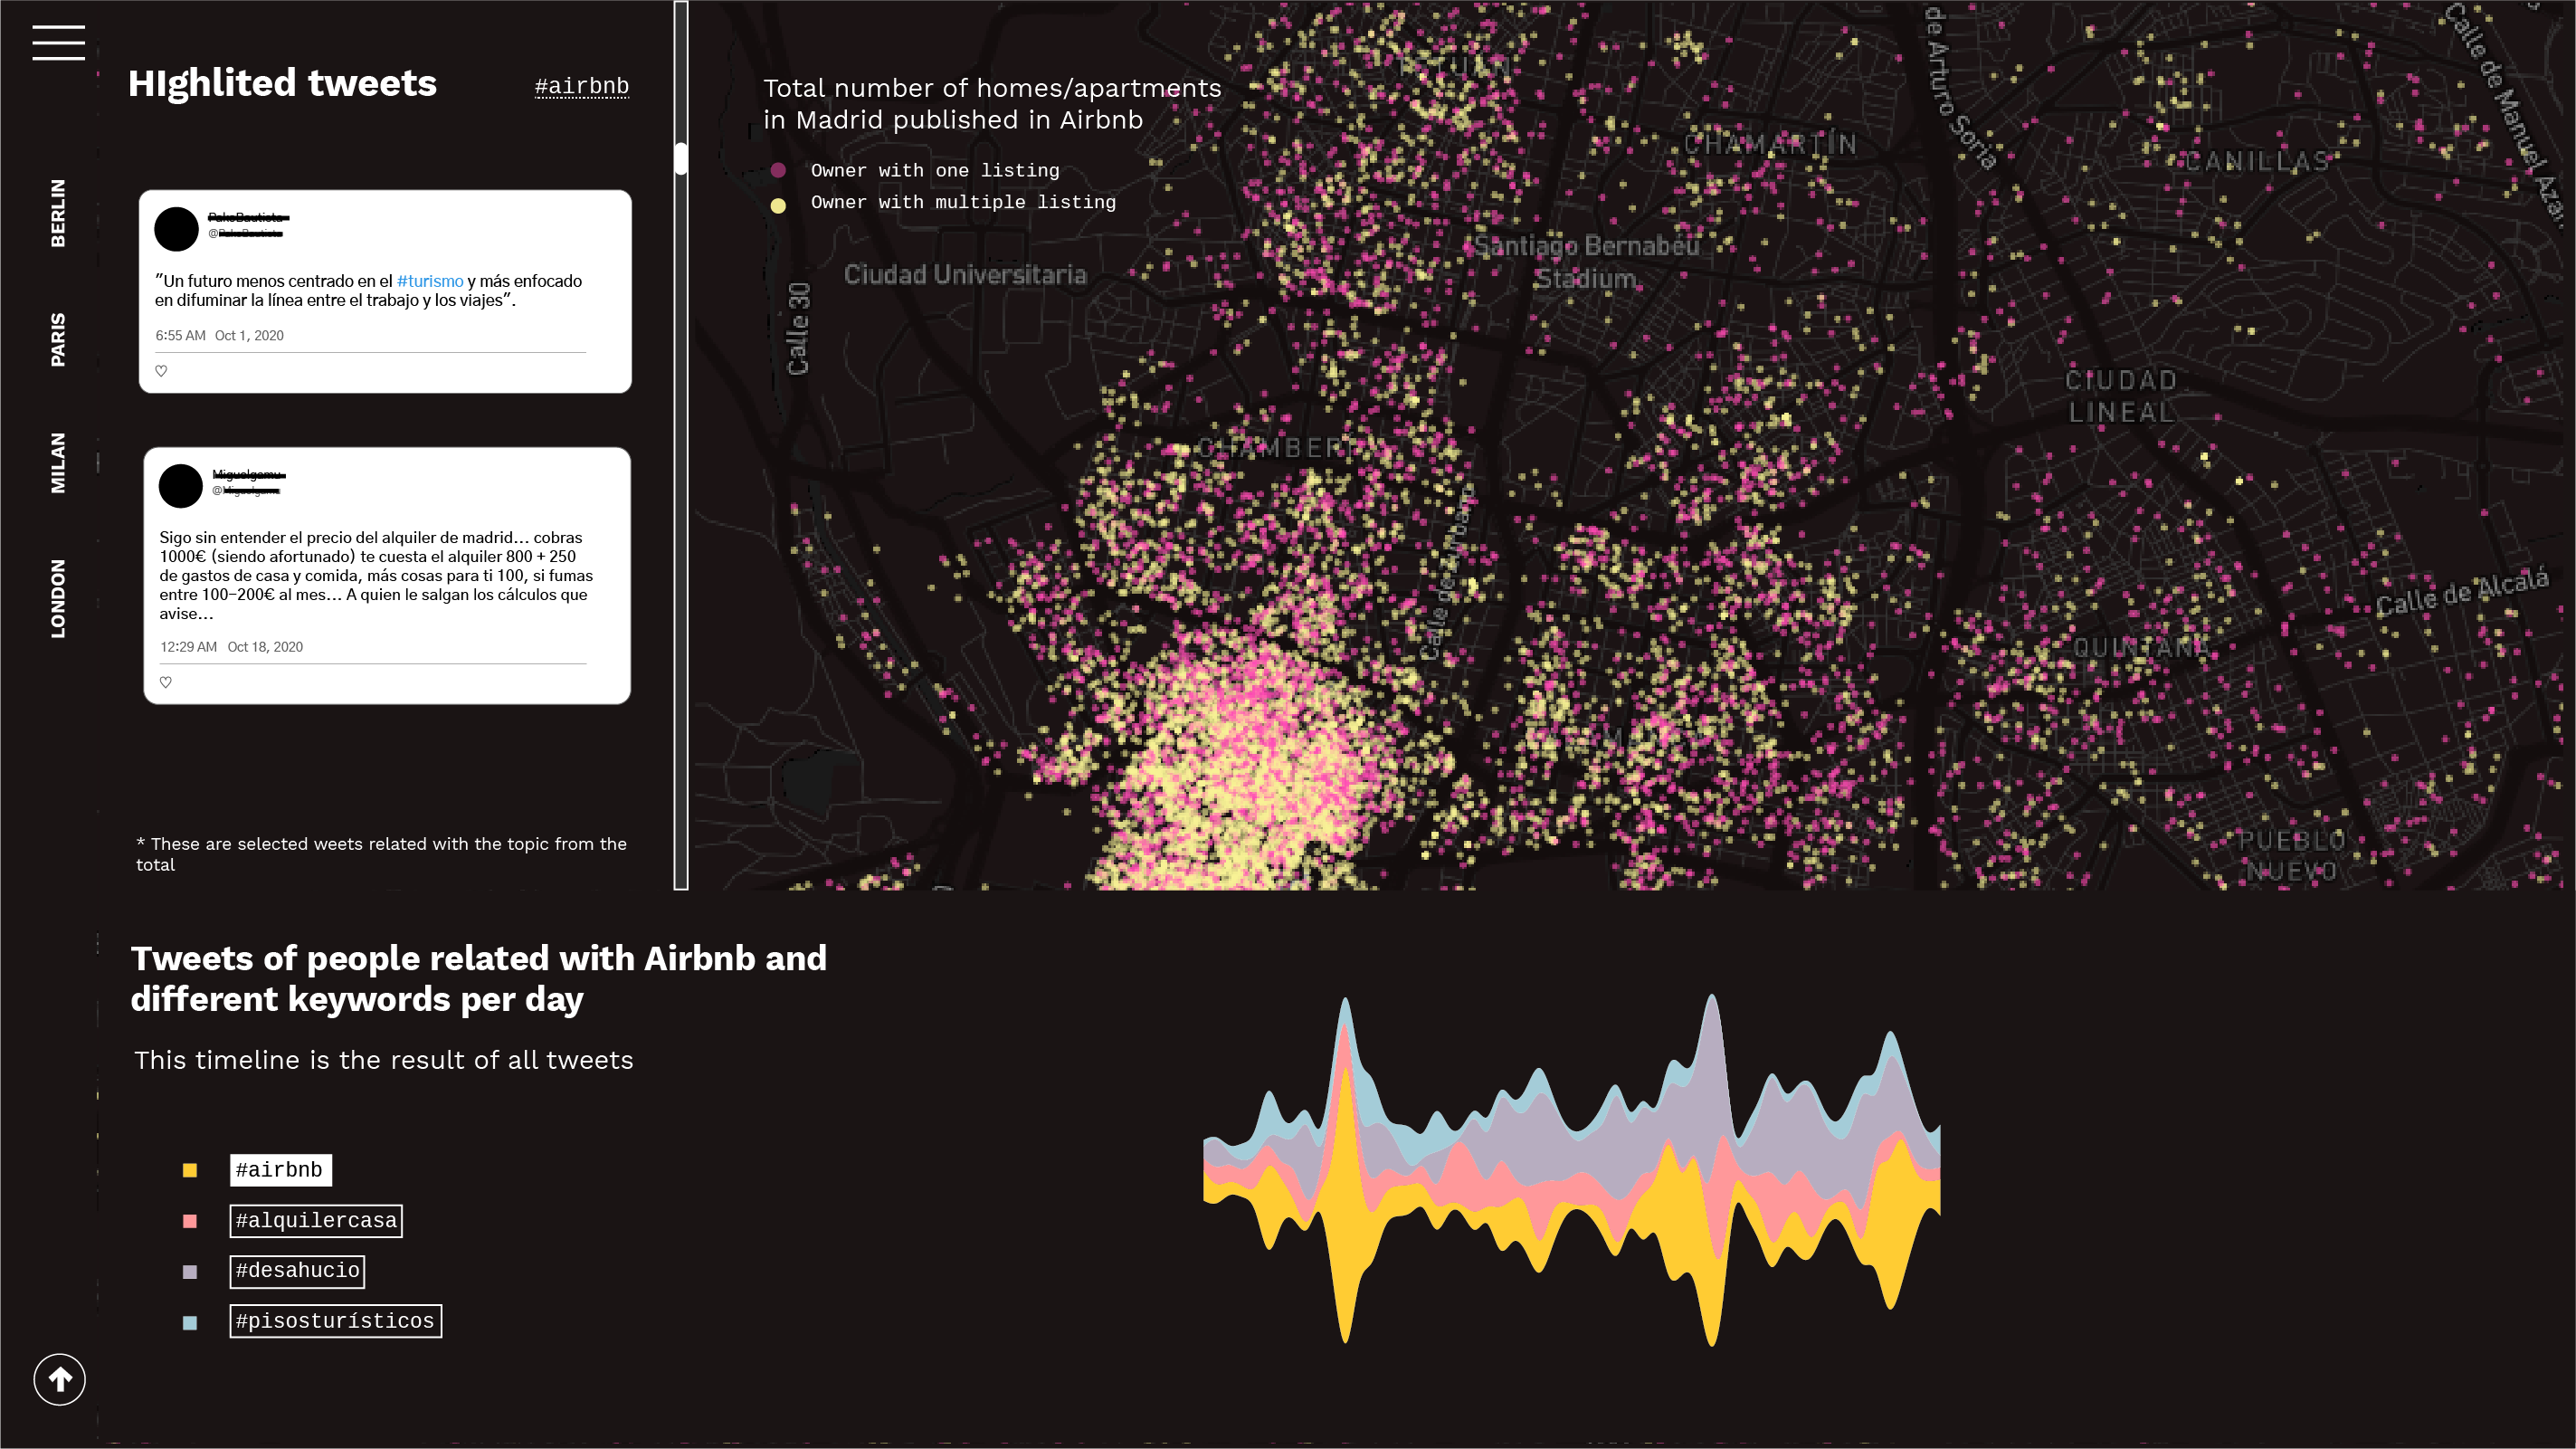 HIghlited tweets
#airbnb
BERLIN
PARIS
MILAN
LONDON
"Un futuro menos centrado en el #turismo y más enfocado
en difuminar la línea entre el trabajo y los viajes".
6:55 AM Oct 1, 2020
Sigo sin entender el precio del alquiler de madrid... cobras
1000€ (siendo afortunado) te cuesta el alquiler 800 + 250
de gastos de casa y comida, más cosas para ti 100, si fumas
entre 100-200€ al mes... A quien le salgan los cálculos que
avise...
12:29 AM Oct 18, 2020
* These are selected weets related with the topic from the
total
Total number of homes/apartments
in Madrid published in Airbnb
Owner with one listing
Owner with multiple listing
CHAMARTÍN
de Arturo Soria
Calle de Manuel Azañ
CANILLAS
Santiago Bernabéu
Stadium
Ciudad Universitaria
Calle 30
CIUDAD
LINEAL
CHAMBERÍ
Calle de Serrano
Calle de Alcalá
QUINTANA
PUEBLO
NUEVO
Tweets of people related with Airbnb and
different keywords per day
This timeline is the result of all tweets
#airbnb
#alquilercasa
#desahucio
#pisosturísticos